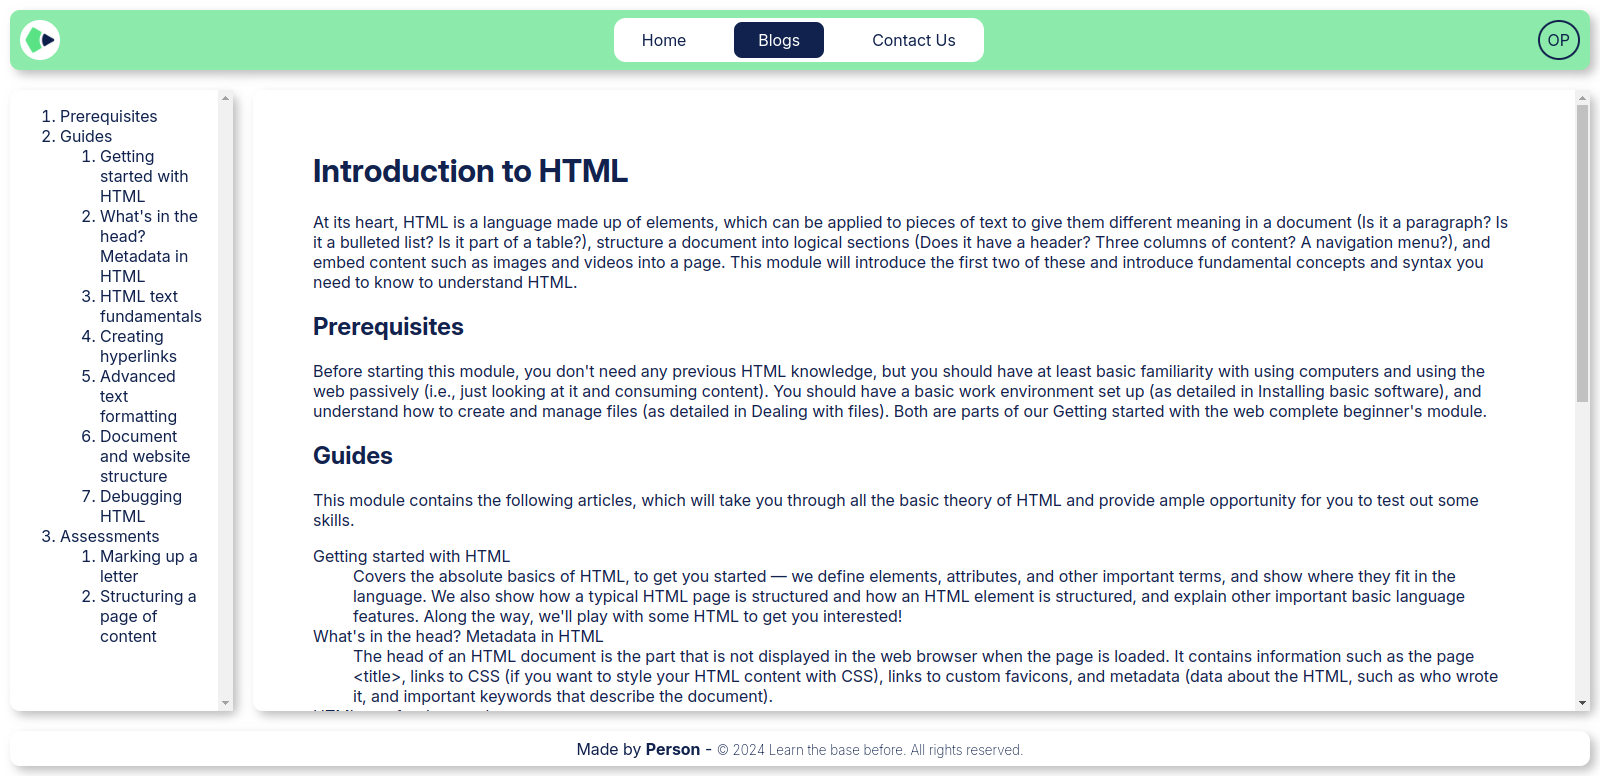 Home Blogs Contact Us OP
1. Prerequisites
2. Guides
1. Getting
started with
HTML
2. What's in the
head?
Metadata in
HTML
3. HTML text
fundamentals
4. Creating
hyperlinks
5. Advanced
text
formatting
6. Document
and website
structure
7. Debugging
HTML
3. Assessments
1. Marking up a
letter
2. Structuring a
page of
content
Introduction to HTML
At its heart, HTML is a language made up of elements, which can be applied to pieces of text to give them different meaning in a document (Is it a paragraph? Is
it a bulleted list? Is it part of a table?), structure a document into logical sections (Does it have a header? Three columns of content? A navigation menu?), and
embed content such as images and videos into a page. This module will introduce the first two of these and introduce fundamental concepts and syntax you
need to know to understand HTML.
Prerequisites
Before starting this module, you don't need any previous HTML knowledge, but you should have at least basic familiarity with using computers and using the
web passively (i.e., just looking at it and consuming content). You should have a basic work environment set up (as detailed in Installing basic software), and
understand how to create and manage files (as detailed in Dealing with files). Both are parts of our Getting started with the web complete beginner's module.
Guides
This module contains the following articles, which will take you through all the basic theory of HTML and provide ample opportunity for you to test out some
skills.
Getting started with HTML
Covers the absolute basics of HTML, to get you started — we define elements, attributes, and other important terms, and show where they fit in the
language. We also show how a typical HTML page is structured and how an HTML element is structured, and explain other important basic language
features. Along the way, we'll play with some HTML to get you interested!
What's in the head? Metadata in HTML
The head of an HTML document is the part that is not displayed in the web browser when the page is loaded. It contains information such as the page
<title>, links to CSS (if you want to style your HTML content with CSS), links to custom favicons, and metadata (data about the HTML, such as who wrote
it, and important keywords that describe the document).
Made by Person - © 2024 Learn the base before. All rights reserved.